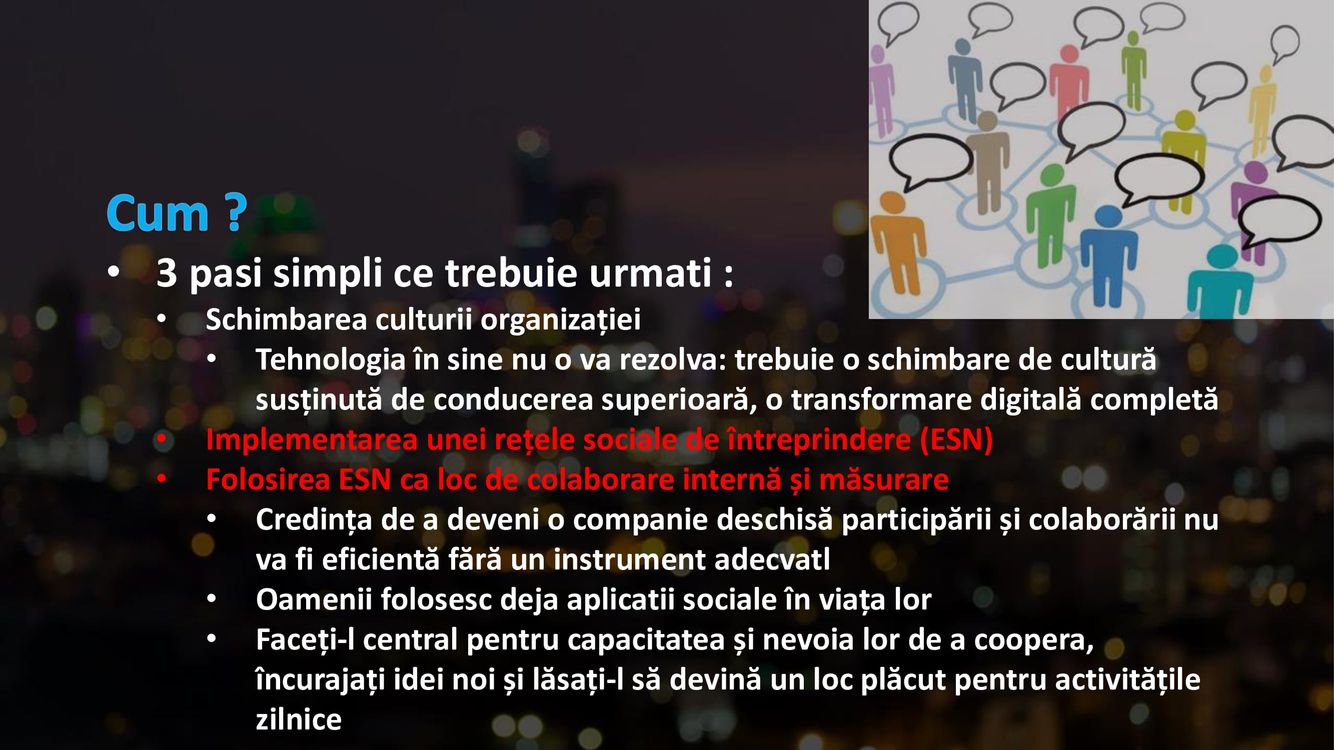 Cum ?
• 3 pasi simpli ce trebuie urmati :
• Schimbarea culturii organizației
• Tehnologia în sine nu o va rezolva: trebuie o schimbare de cultură
susținută de conducerea superioară, o transformare digitală completă
• Implementarea unei rețele sociale de întreprindere (ESN)
• Folosirea ESN ca loc de colaborare internă și măsurare
• Credința de a deveni o companie deschisă participării și colaborării nu
va fi eficientă fără un instrument adecvatl
• Oamenii folosesc deja aplicatii sociale în viața lor
• Faceți-l central pentru capacitatea și nevoia lor de a coopera,
încurajați idei noi și lăsați-l să devină un loc plăcut pentru activitățile
zilnice